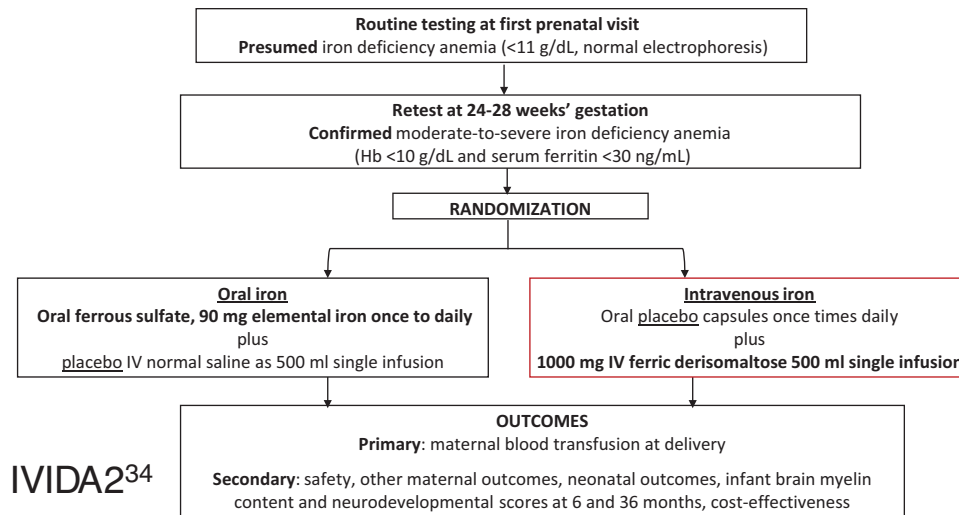 Routine testing at first prenatal visit
Presumed iron deficiency anemia (<11 g/dL, normal electrophoresis)
Retest at 24-28 weeks' gestation
Confirmed moderate-to-severe iron deficiency anemia
(Hb <10 g/dL and serum ferritin <30 ng/mL)
RANDOMIZATION
Oral iron
Oral ferrous sulfate, 90 mg elemental iron once to daily
plus
placebo IV normal saline as 500 ml single infusion
Intravenous iron
Oral placebo capsules once times daily
plus
1000 mg IV ferric derisomaltose 500 ml single infusion
OUTCOMES
Primary: maternal blood transfusion at delivery
Secondary: safety, other maternal outcomes, neonatal outcomes, infant brain myelin
content and neurodevelopmental scores at 6 and 36 months, cost-effectiveness
IVIDA2³⁴